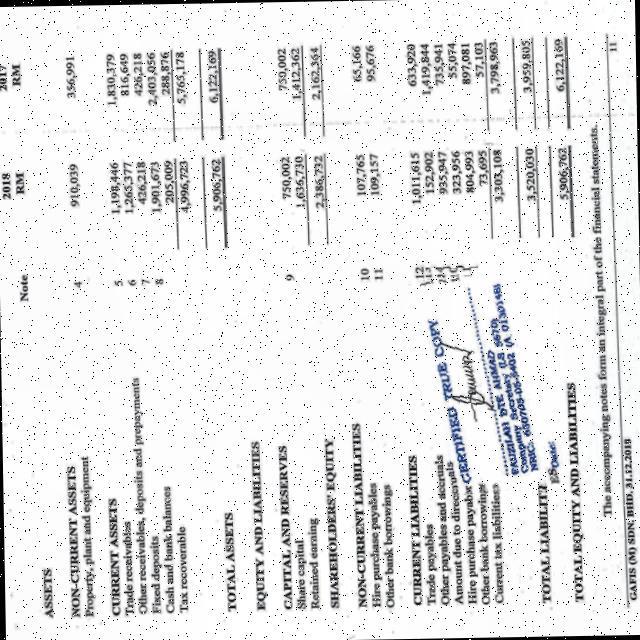 2018 2017
Note RM RM
ASSETS
NON-CURRENT ASSETS
Property, plant and equipment 4 910,039 356,991
CURRENT ASSETS
Trade receivables 5 1,198,446 1,830,379
Other receivables, deposits and prepayments 6 1,265,377 816,649
Fixed deposits 7 426,218 426,218
Cash and bank balances 8 1,901,673 2,403,056
Tax recoverable 205,009 288,876
4,996,723 5,765,178
TOTAL ASSETS 5,906,762 6,122,169
EQUITY AND LIABILITIES
CAPITAL AND RESERVES
Share capital 9 750,002 750,002
Retained earning 1,636,730 1,412,362
SHAREHOLDERS' EQUITY 2,386,732 2,162,364
NON-CURRENT LIABILITIES
Hire purchase payables 10 107,765 65,166
Other bank borrowings 11 109,157 95,676
CURRENT LIABILITIES
Trade payables 12 1,011,615 633,920
Other payables and accruals 152,902 1,419,844
Amount due to directors 935,947 735,941
Hire purchase payables 323,956 55,074
Other bank borrowings 804,993 897,081
Current tax liabilities 73,695 57,103
3,303,108 3,798,963
CERTIFIED TRUE COPY
FAUZIAH BTE AHMAD
Company Secretary
NRIC:
Date:
TOTAL LIABILITIES 3,520,030 3,959,805
TOTAL EQUITY AND LIABILITIES 5,906,762 6,122,169
The accompanying notes form an integral part of the financial statements.
(M) SDN; BHD. 31.12.2019
11